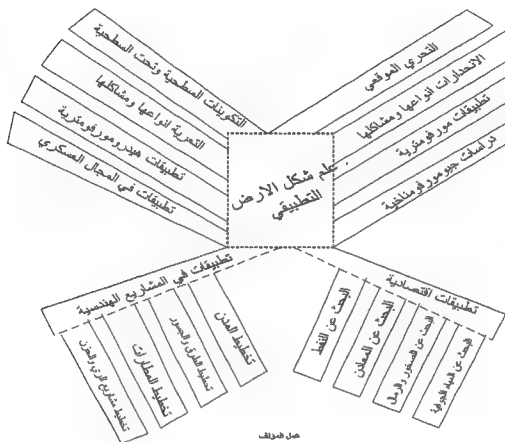 التحري الموقعي
الانحدارات انواعها ومشاكلها
تطبيقات مورفومترية
دراسات جيومورفومناخية
التكوينات السطحية وتحت السطحية
التعرية انواعها ومشاكلها
تطبيقات هيدرومورفومترية
تطبيقات في المجال العسكري
علم شكل الارض
التطبيقي
تطبيقات اقتصادية
البحث عن النفط
البحث عن المعادن
البحث عن الصخور والرمال
البحث عن المياه الجوفية
تطبيقات في المشاريع الهندسية
تخطيط المدن
تخطيط الطرق والجسور
تخطيط المطارات
تخطيط مشاريع الري والخزن
عمل المؤلف